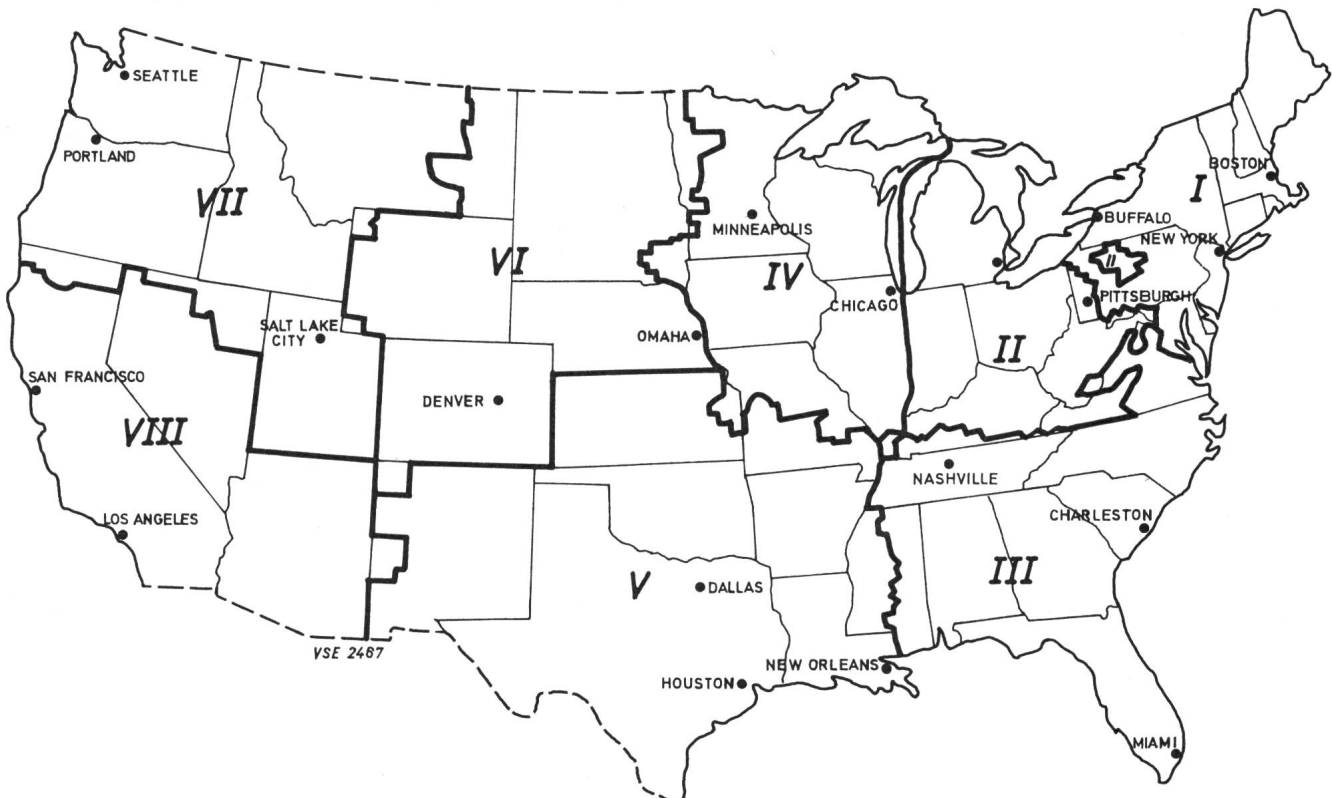 SEATTLE
PORTLAND
VII
BOSTON
I
MINNEAPOLIS
BUFFALO
NEW YORK
VI
II
IV
CHICAGO
PITTSBURGH
SALT LAKE
CITY
OMAHA
II
SAN FRANCISCO
DENVER
VIII
NASHVILLE
LOS ANGELES
CHARLESTON
V
DALLAS
III
VSE 2467
NEW ORLEANS
HOUSTON
MIAMI